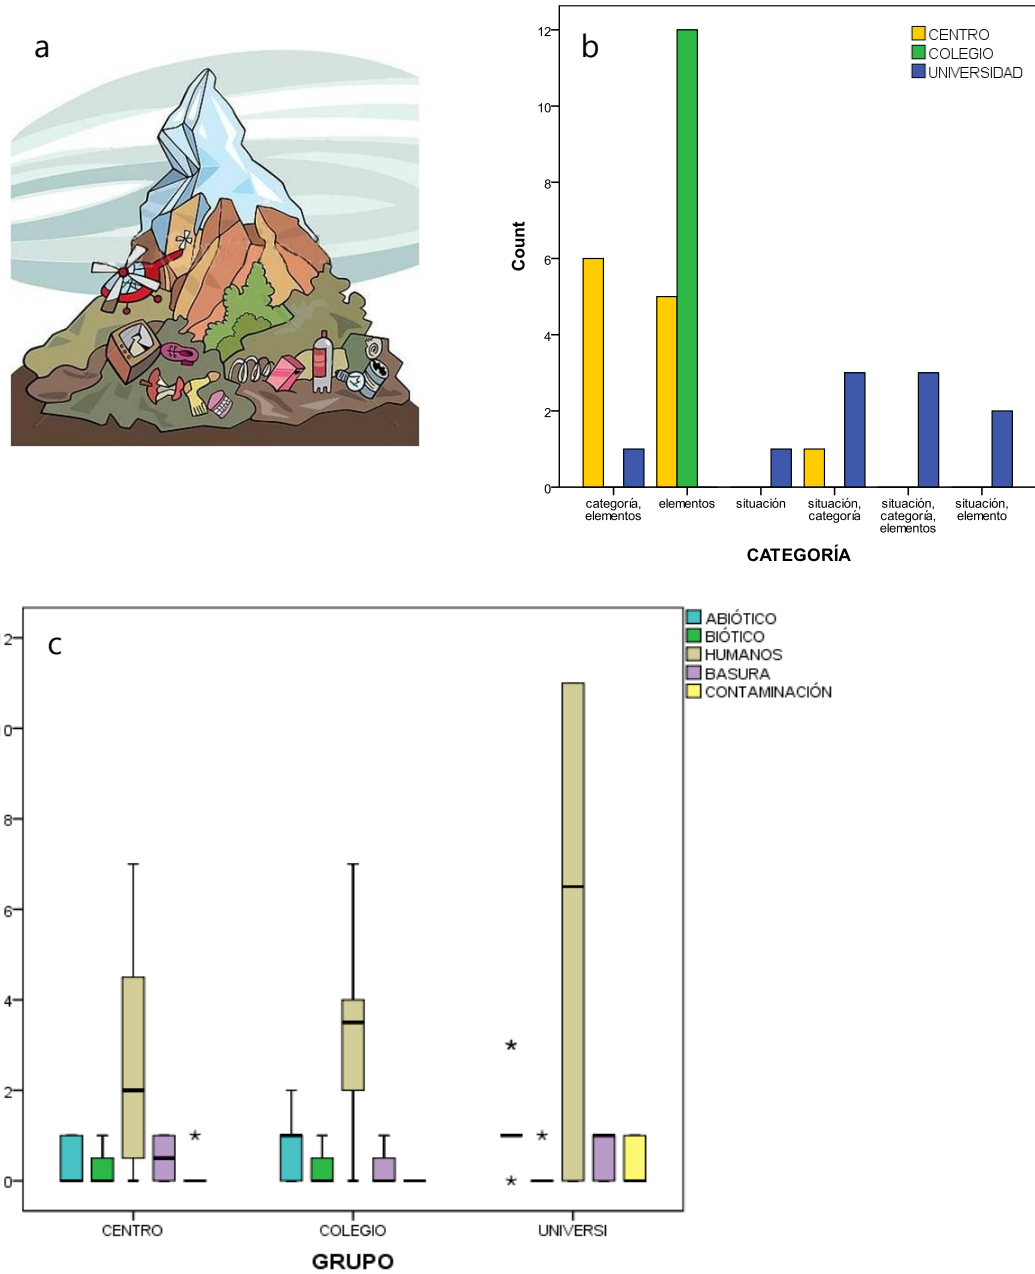 a
b
CENTRO
COLEGIO
UNIVERSIDAD
12
10
8
6
4
2
0
Count
categoría, elementos
elementos
situación
situación, categoría
situación, categoría, elementos
situación, elemento
CATEGORÍA
c
ABIÓTICO
BIÓTICO
HUMANOS
BASURA
CONTAMINACIÓN
2
0
8
6
4
2
0
CENTRO
COLEGIO
UNIVERSI
GRUPO